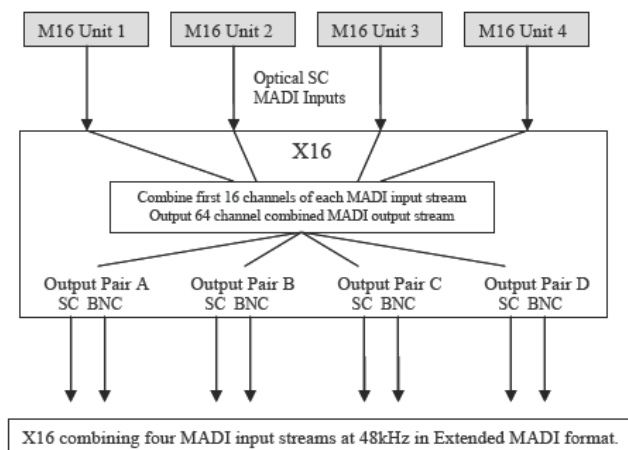 M16 Unit 1 M16 Unit 2 M16 Unit 3 M16 Unit 4
Optical SC
MADI Inputs
X16
Combine first 16 channels of each MADI input stream
Output 64 channel combined MADI output stream
Output Pair A Output Pair B Output Pair C Output Pair D
SC BNC SC BNC SC BNC SC BNC
X16 combining four MADI input streams at 48kHz in Extended MADI format.